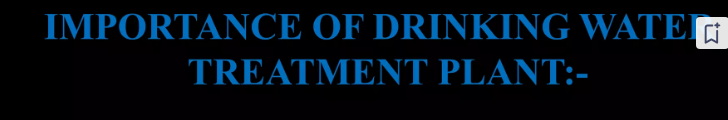 IMPORTANCE OF DRINKING WATER
TREATMENT PLANT:-